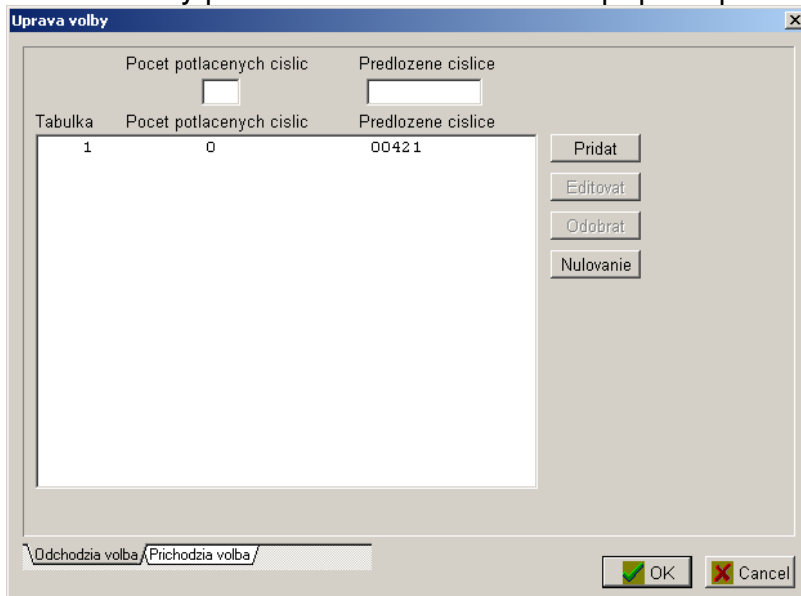 Uprava volby
Pocet potlacenych cislic Predlozene cislice
Tabulka Pocet potlacenych cislic Predlozene cislice
1 0 00421
Pridat
Editovat
Odobrat
Nulovanie
Odchodzia volba Prichodzia volba
OK Cancel